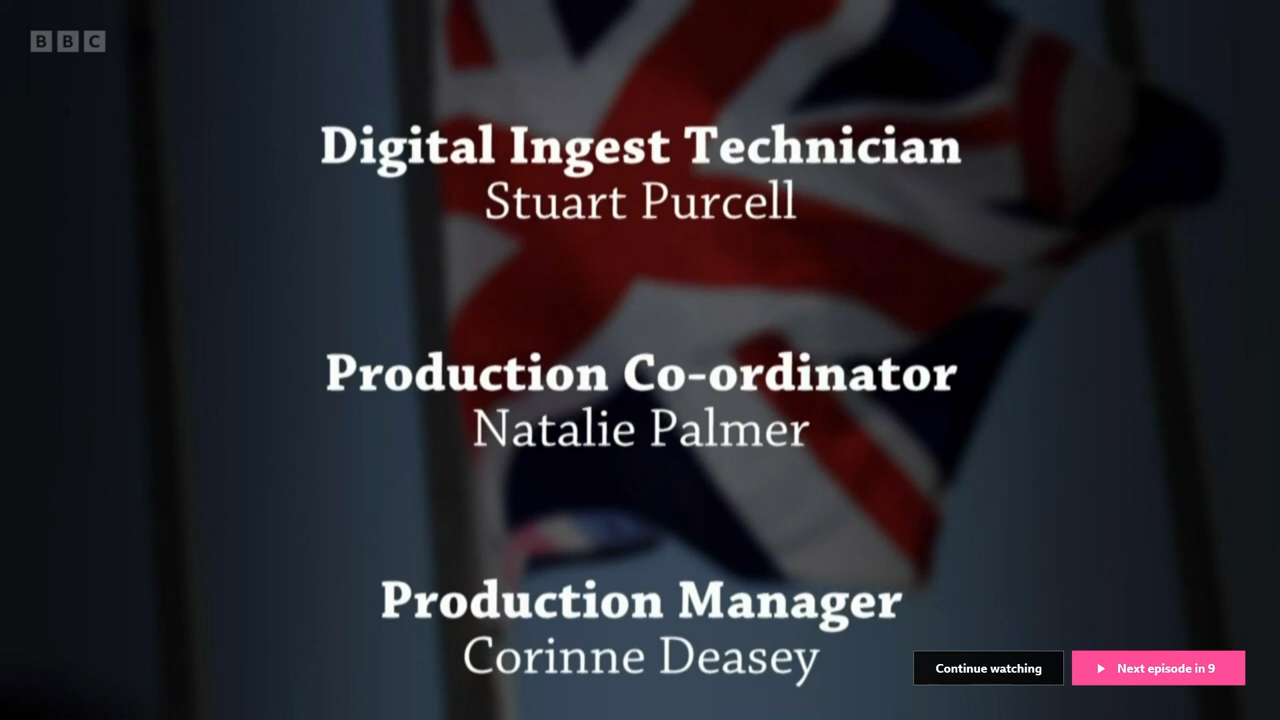 BBC
Digital Ingest Technician
Stuart Purcell
Production Co-ordinator
Natalie Palmer
Production Manager
Corinne Deasey
Continue watching
Next episode in 9